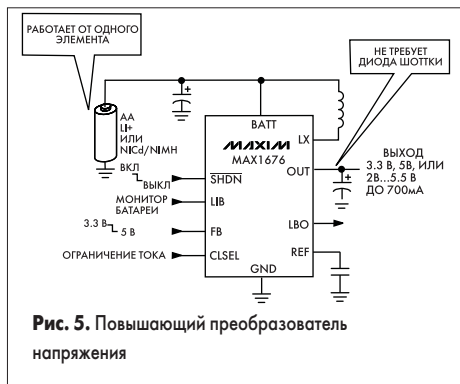 РАБОТАЕТ ОТ ОДНОГО
ЭЛЕМЕНТА
НЕ ТРЕБУЕТ
ДИОДА ШОТТКИ
+
AA
LI+
ИЛИ
NICd/NIMH
BATT
LX
MAXIM
MAX1676
OUT
ВЫХОД
3.3 В, 5В, ИЛИ
2В...5.5 В
ДО 700мА
+
ВКЛ
ВЫКЛ
SHDN
МОНИТОР
БАТАРЕИ
LIB
LBO
3.3 В
5 В
FB
REF
ОГРАНИЧЕНИЕ ТОКА
CLSEL
GND
Рис. 5. Повышающий преобразователь
напряжения